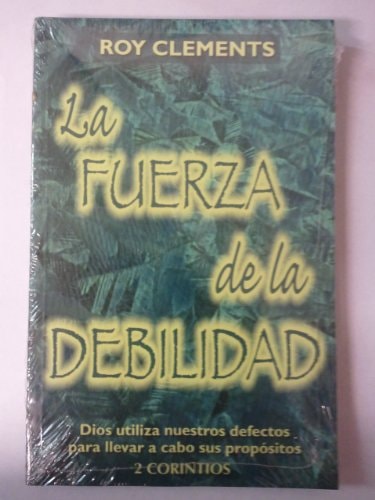 ROY CLEMENTS
La
FUERZA
de la
DEBILIDAD
Dios utiliza nuestros defectos
para llevar a cabo sus propósitos
2 CORINTIOS